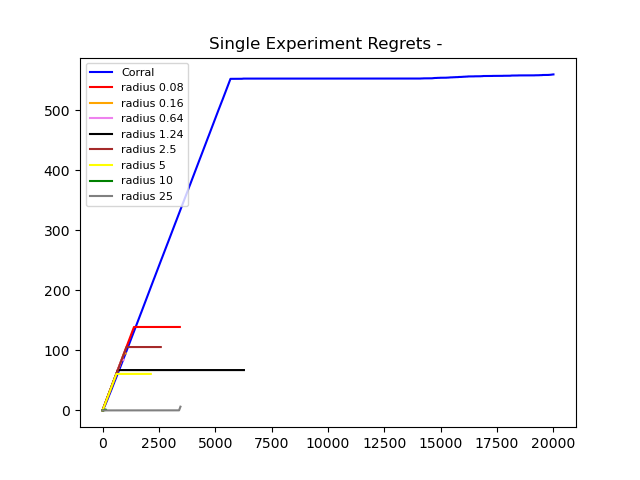 Single Experiment Regrets -
Corral
radius 0.08
radius 0.16
radius 0.64
radius 1.24
radius 2.5
radius 5
radius 10
radius 25
500
400
300
200
100
0
0 2500 5000 7500 10000 12500 15000 17500 20000